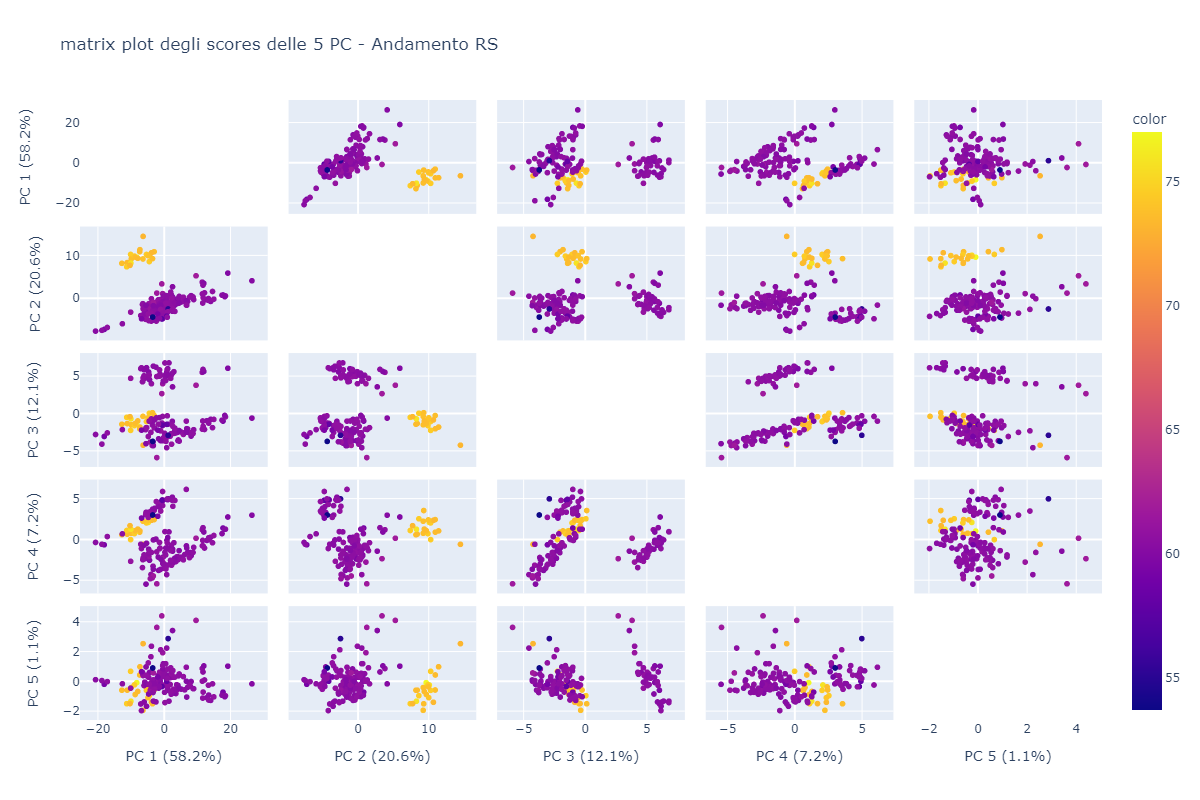 matrix plot degli scores delle 5 PC - Andamento RS
color
PC 1 (58.2%)
20
0
−20
PC 2 (20.6%)
10
0
PC 3 (12.1%)
5
0
−5
PC 4 (7.2%)
5
0
−5
PC 5 (1.1%)
4
2
0
−2
−20 0 20
0 10
−5 0 5
−5 0 5
−2 0 2 4
PC 1 (58.2%)
PC 2 (20.6%)
PC 3 (12.1%)
PC 4 (7.2%)
PC 5 (1.1%)
75
70
65
60
55